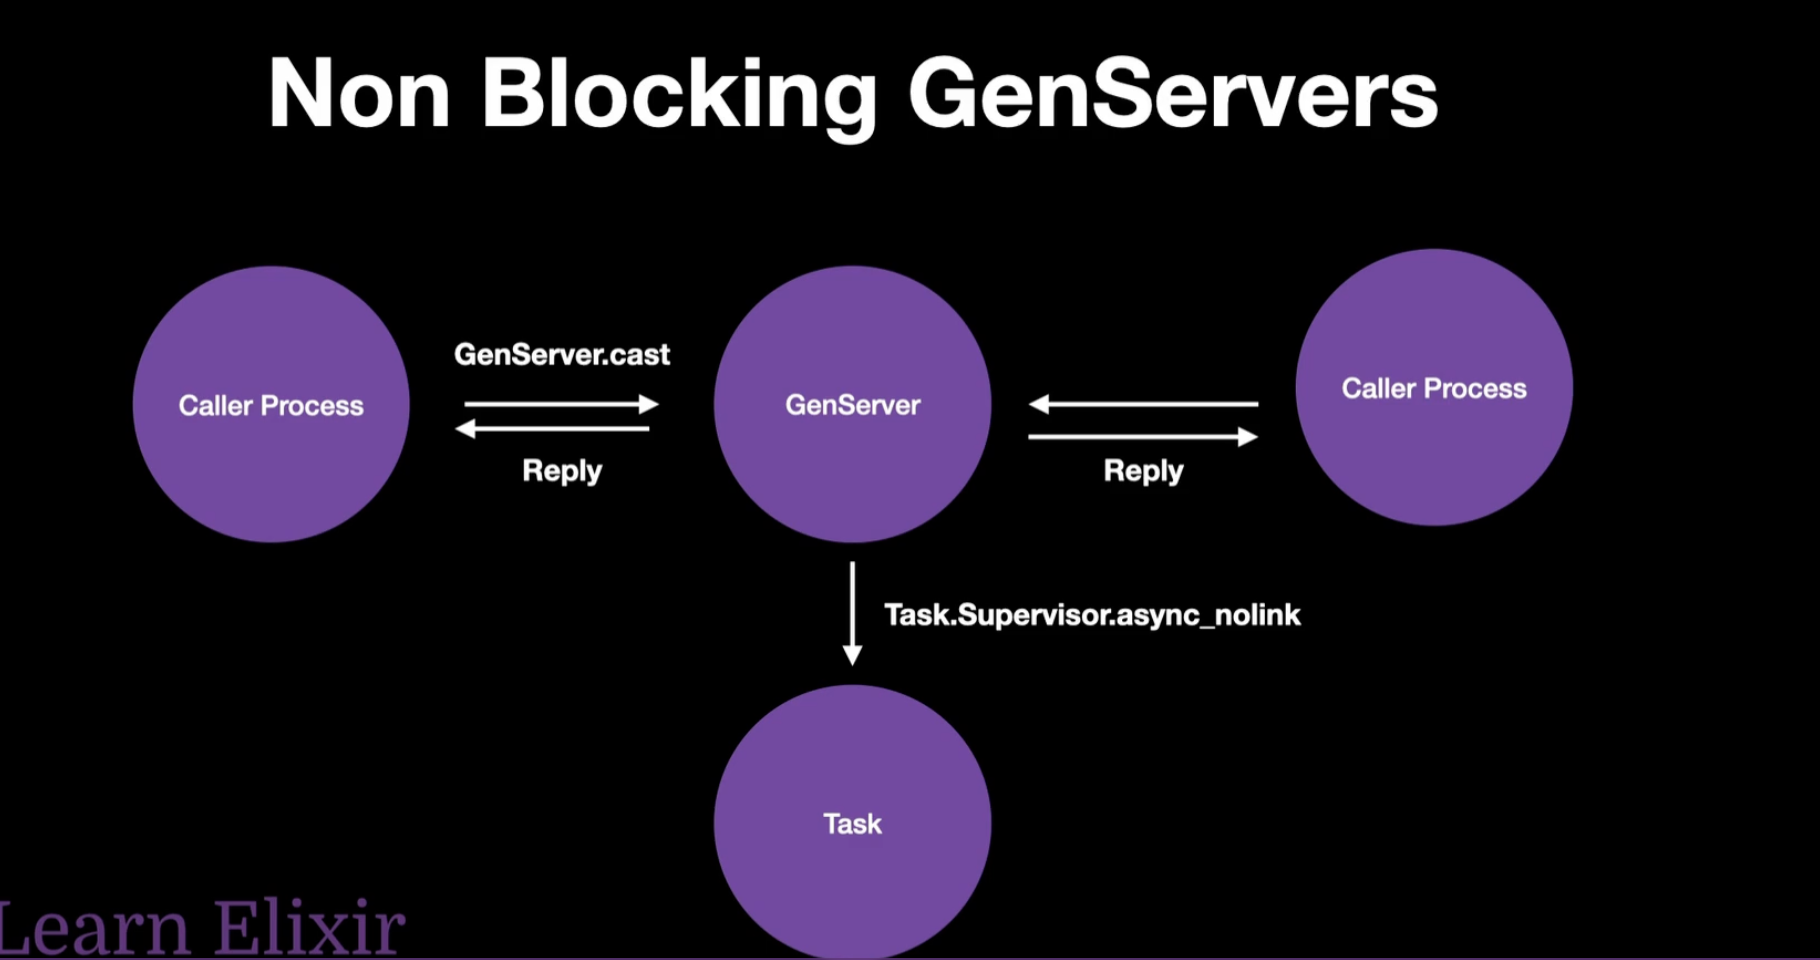 Non Blocking GenServers
Caller Process
GenServer.cast
Reply
GenServer
Reply
Caller Process
Task.Supervisor.async_nolink
Task
Learn Elixir